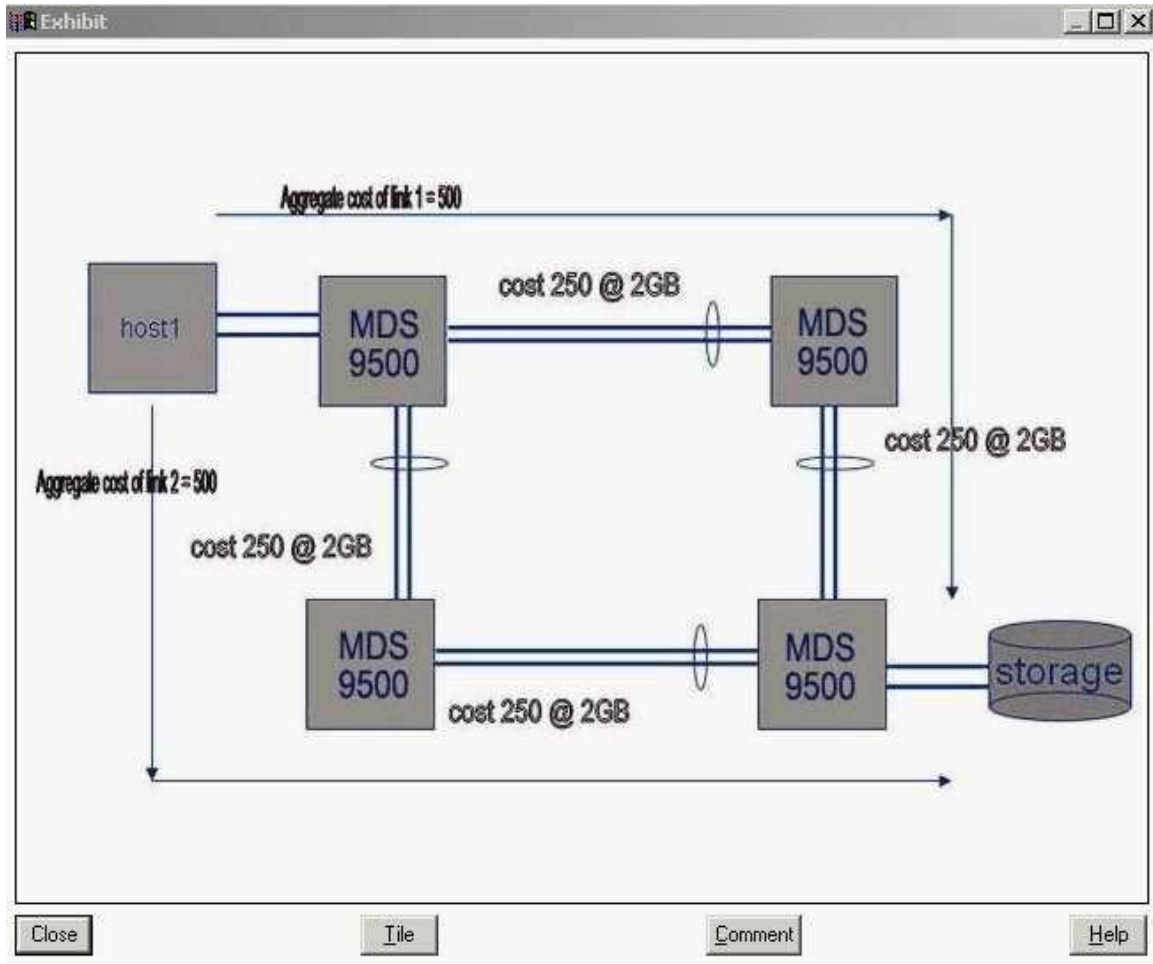 Exhibit
Aggregate cost of link 1 = 500
cost 250 @ 2GB
host1
MDS
9500
MDS
9500
cost 250 @ 2GB
Aggregate cost of link 2 = 500
cost 250 @ 2GB
MDS
9500
MDS
9500
storage
cost 250 @ 2GB
Close
Tile
Comment
Help